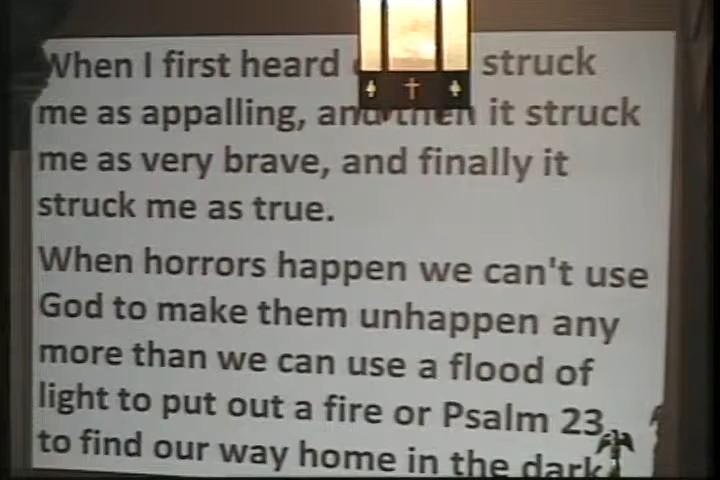 When I first heard struck
me as appalling, and then it struck
me as very brave, and finally it
struck me as true.
When horrors happen we can't use
God to make them unhappen any
more than we can use a flood of
light to put out a fire or Psalm 23
to find our way home in the dark